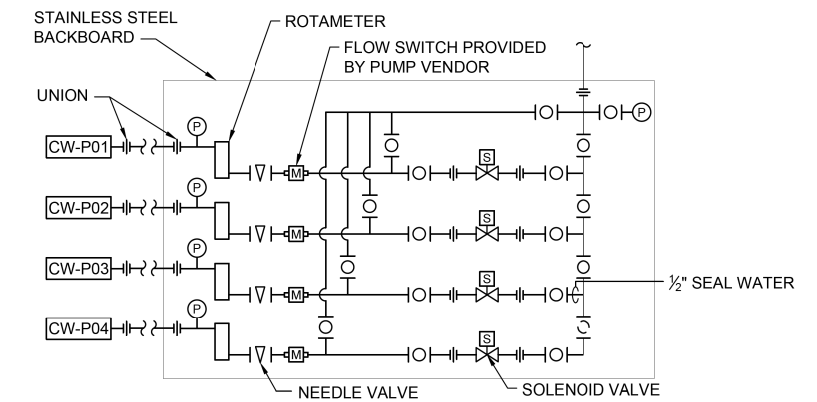 STAINLESS STEEL
BACKBOARD
ROTAMETER
FLOW SWITCH PROVIDED
BY PUMP VENDOR
UNION
P
P
CW-P01
S
M
P
CW-P02
S
M
P
CW-P03
S
½" SEAL WATER
M
P
CW-P04
S
M
NEEDLE VALVE
SOLENOID VALVE